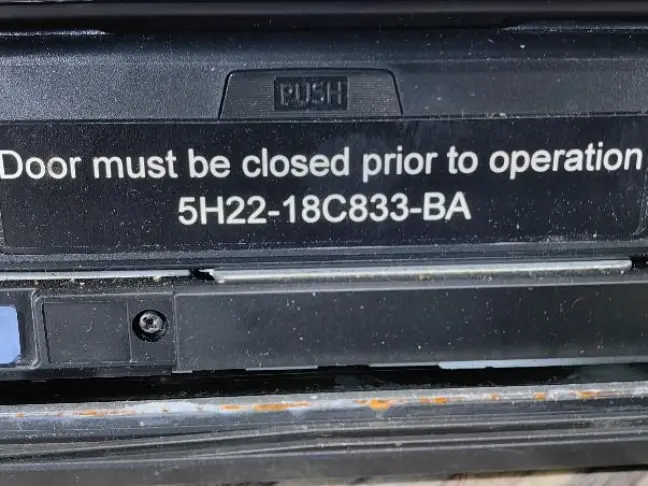 PUSH
Door must be closed prior to operation
5H22-18C833-BA